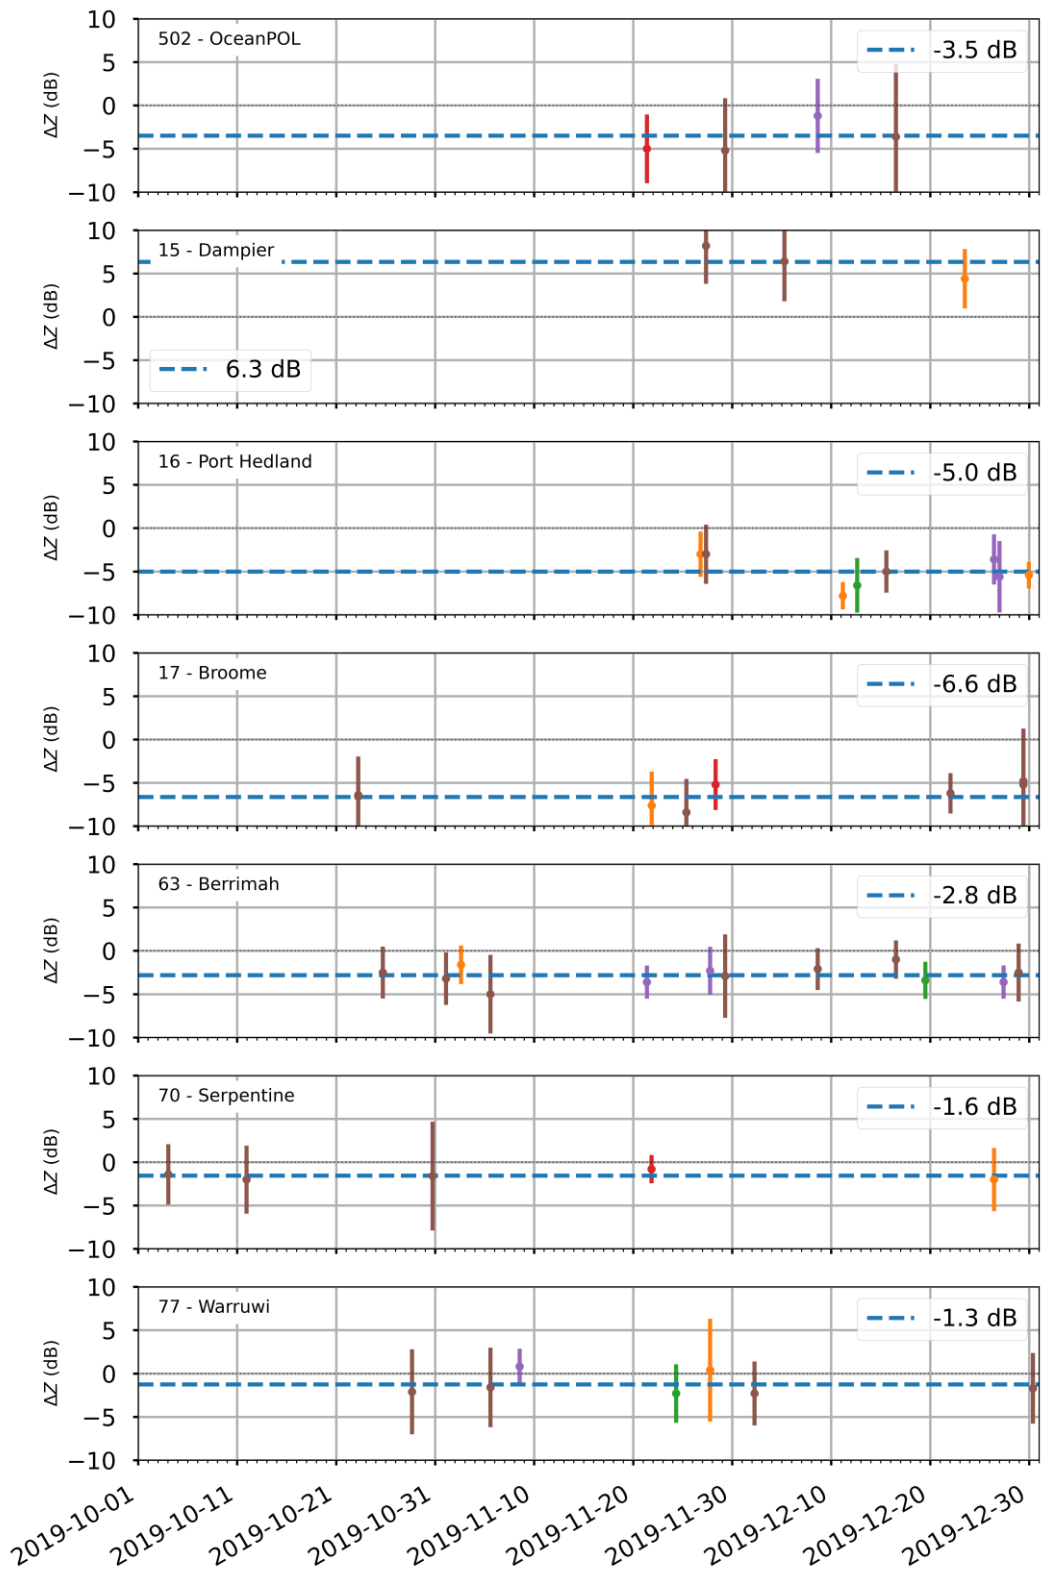 10
502 - OceanPOL
-3.5 dB
5
0
−5
−10
ΔZ (dB)
10
15 - Dampier
5
0
−5
6.3 dB
−10
ΔZ (dB)
10
16 - Port Hedland
-5.0 dB
5
0
−5
−10
ΔZ (dB)
10
17 - Broome
-6.6 dB
5
0
−5
−10
ΔZ (dB)
10
63 - Berrimah
-2.8 dB
5
0
−5
−10
ΔZ (dB)
10
70 - Serpentine
-1.6 dB
5
0
−5
−10
ΔZ (dB)
10
77 - Warruwi
-1.3 dB
5
0
−5
−10
ΔZ (dB)
2019-10-01
2019-10-11
2019-10-21
2019-10-31
2019-11-10
2019-11-20
2019-11-30
2019-12-10
2019-12-20
2019-12-30